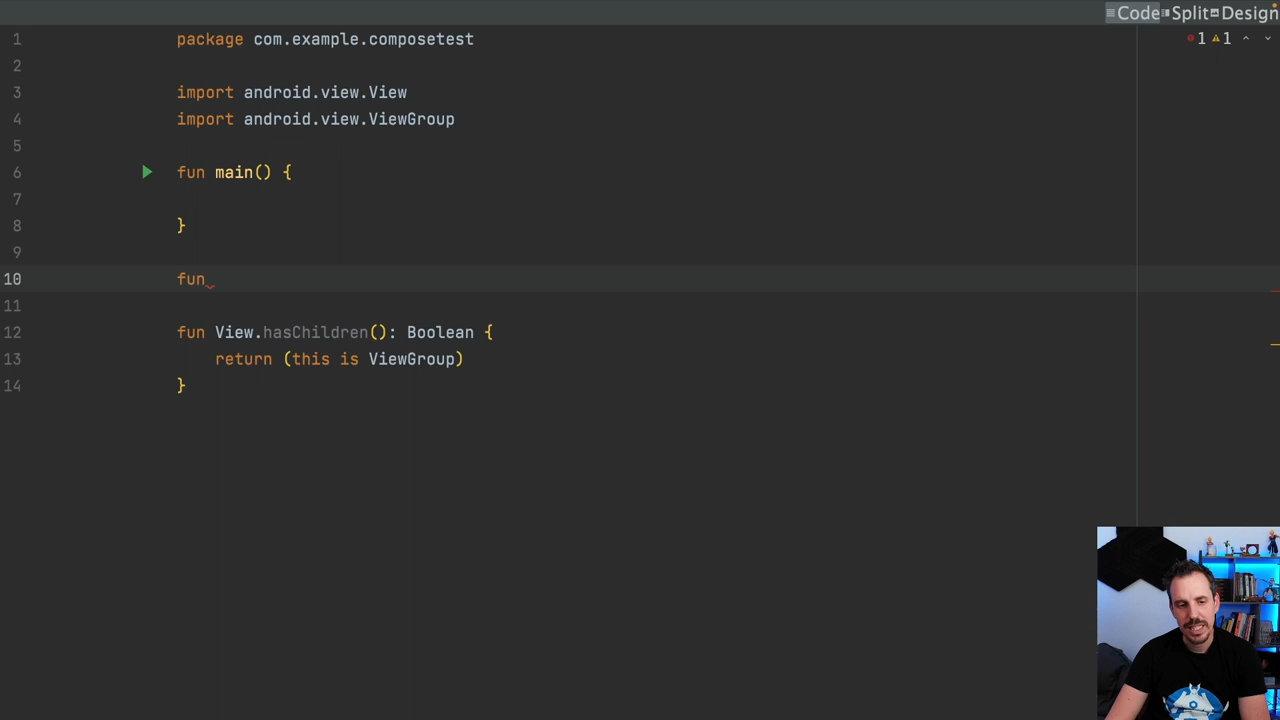 Code Split Design
1 package com.example.composetest 1 1
2
3 import android.view.View
4 import android.view.ViewGroup
5
6 fun main() {
7
8 }
9
10 fun
11
12 fun View.hasChildren(): Boolean {
13 return (this is ViewGroup)
14 }